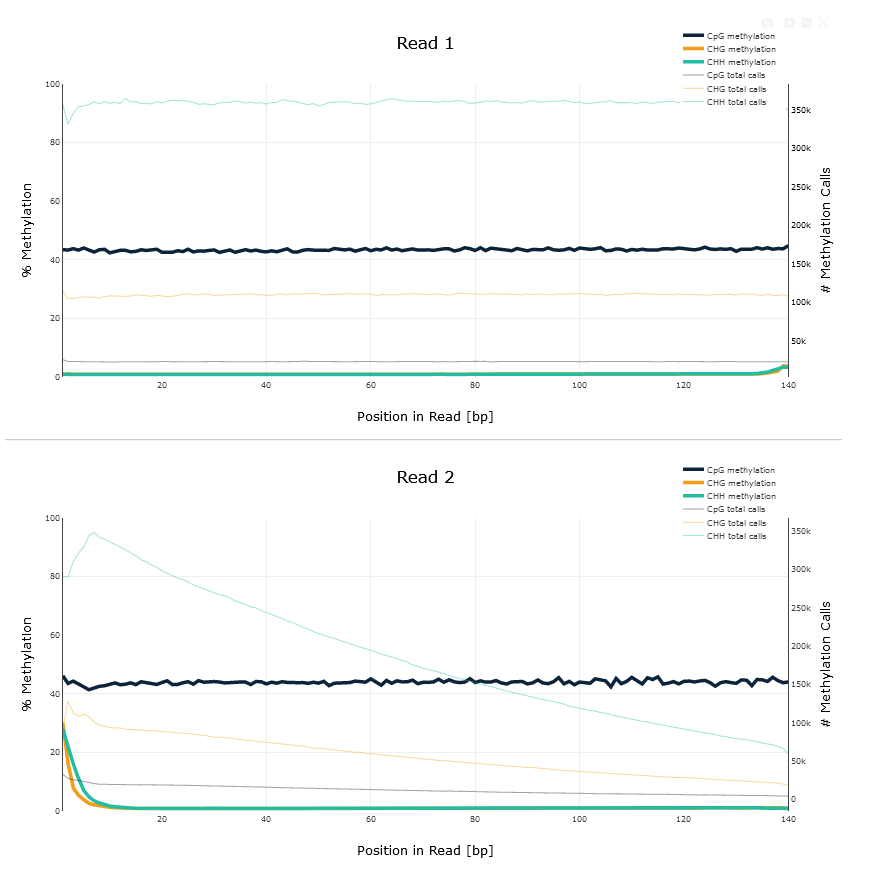 Read 1
CpG methylation
CHG methylation
CHH methylation
CpG total calls
CHG total calls
CHH total calls
100
80
60
40
20
0
% Methylation
350k
300k
250k
200k
150k
100k
50k
# Methylation Calls
20 40 60 80 100 120 140
Position in Read [bp]
Read 2
CpG methylation
CHG methylation
CHH methylation
CpG total calls
CHG total calls
CHH total calls
100
80
60
40
20
0
% Methylation
350k
300k
250k
200k
150k
100k
50k
0
# Methylation Calls
20 40 60 80 100 120 140
Position in Read [bp]